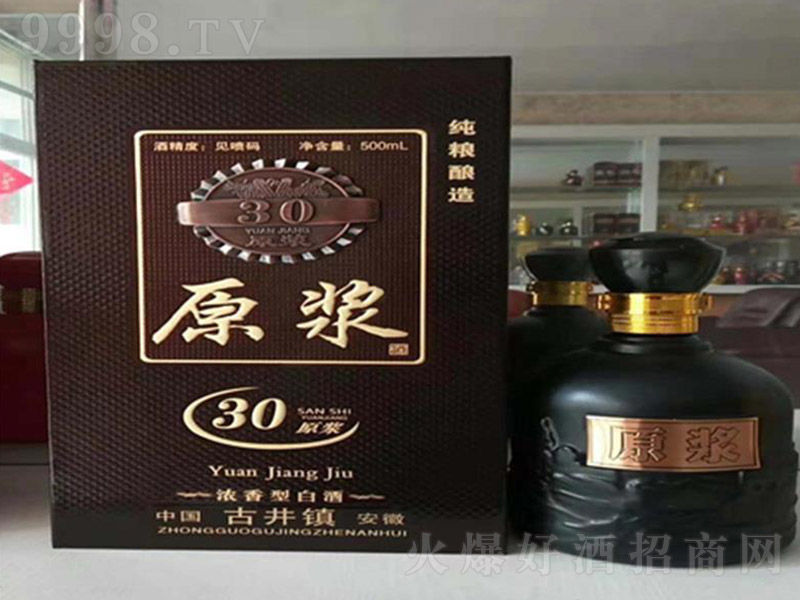 9998.TV
酒精度：见喷码 净含量：500mL
纯粮酿造
30
YUAN JIANG
原浆
原浆
酒
30 SAN SHI
YUANJIANG
原浆
Yuan Jiang Jiu
浓香型白酒
中国 古井镇 安徽
ZHONGGUOGUJINGZHENANHUI
原浆
火爆好酒招商网